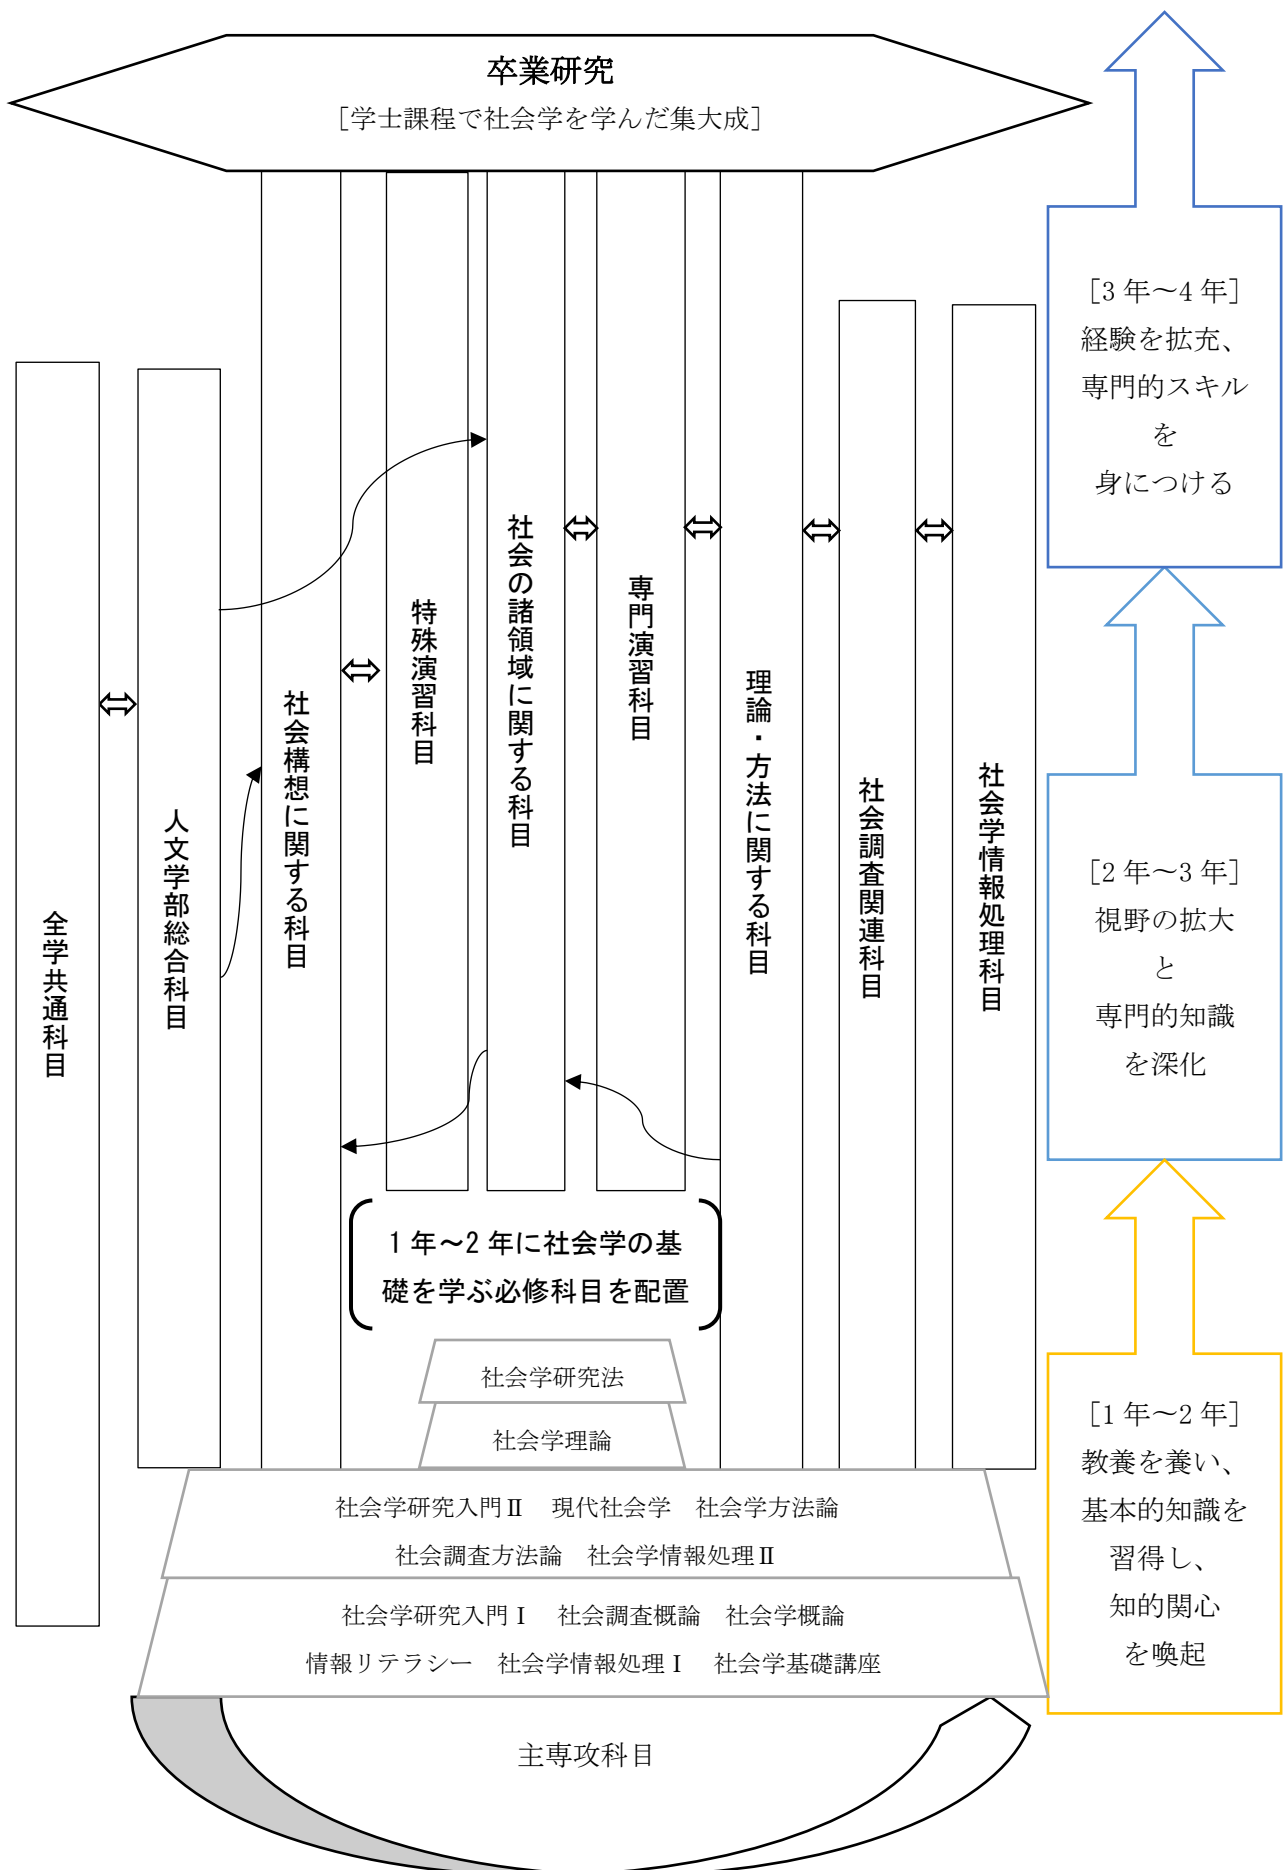 卒業研究
［学士課程で社会学を学んだ集大成］
全学共通科目
人文学部総合科目
社会構想に関する科目
特殊演習科目
社会の諸領域に関する科目
専門演習科目
理論・方法に関する科目
社会調査関連科目
社会学情報処理科目
1年～2年に社会学の基
礎を学ぶ必修科目を配置
社会学研究法
社会学理論
社会学研究入門Ⅱ　現代社会学　社会学方法論
社会調査方法論　社会学情報処理Ⅱ
社会学研究入門Ⅰ　社会調査概論　社会学概論
情報リテラシー　社会学情報処理Ⅰ　社会学基礎講座
主専攻科目
［3年～4年］
経験を拡充、
専門的スキル
を
身につける
［2年～3年］
視野の拡大
と
専門的知識
を深化
［1年～2年］
教養を養い、
基本的知識を
習得し、
知的関心
を喚起